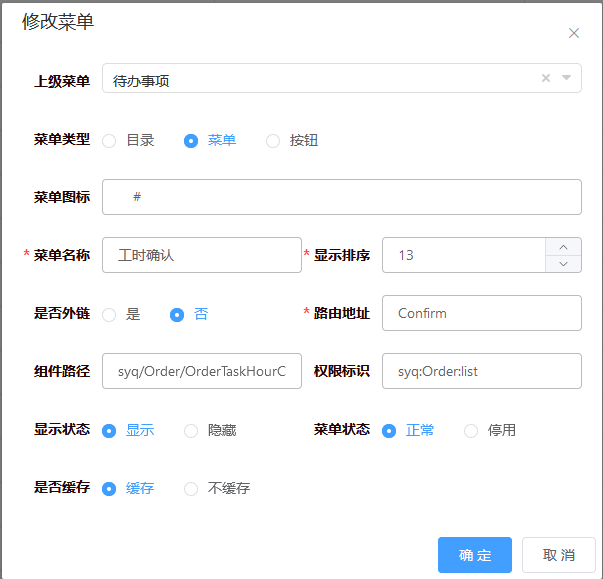 修改菜单
上级菜单 待办事项
菜单类型 目录 菜单 按钮
菜单图标 #
* 菜单名称 工时确认 * 显示排序 13
是否外链 是 否 * 路由地址 Confirm
组件路径 syq/Order/OrderTaskHourC 权限标识 syq:Order:list
显示状态 显示 隐藏 菜单状态 正常 停用
是否缓存 缓存 不缓存
确 定 取 消